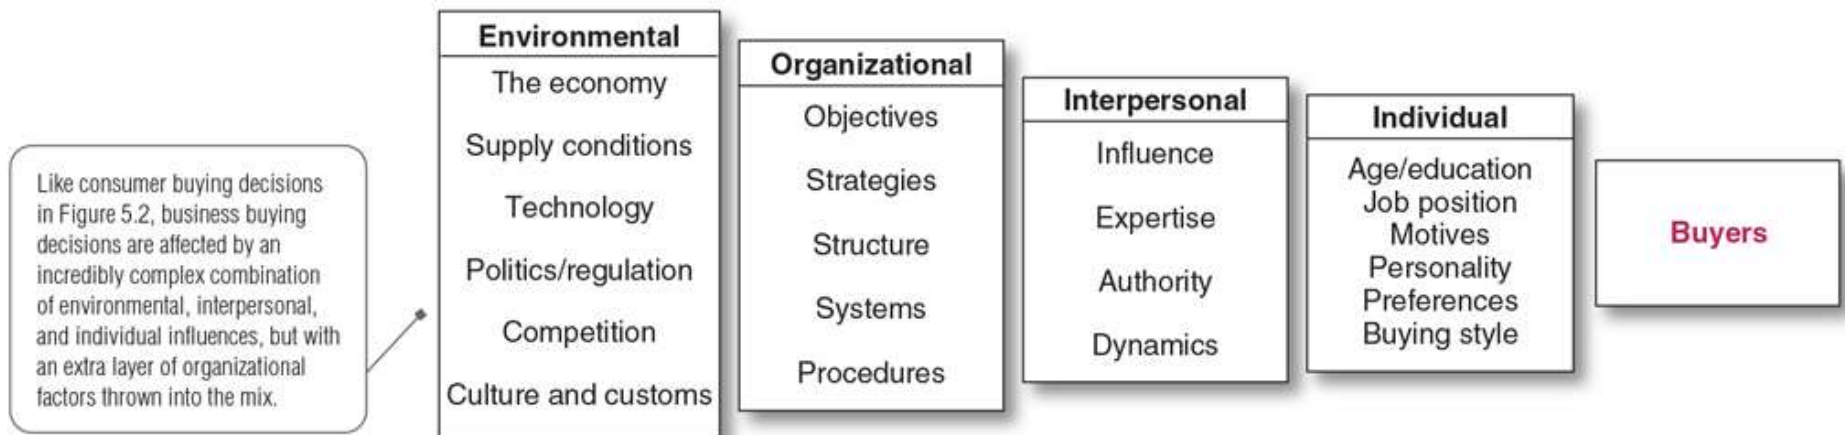 Like consumer buying decisions
in Figure 5.2, business buying
decisions are affected by an
incredibly complex combination
of environmental, interpersonal,
and individual influences, but with
an extra layer of organizational
factors thrown into the mix.
Environmental
The economy
Supply conditions
Technology
Politics/regulation
Competition
Culture and customs
Organizational
Objectives
Strategies
Structure
Systems
Procedures
Interpersonal
Influence
Expertise
Authority
Dynamics
Individual
Age/education
Job position
Motives
Personality
Preferences
Buying style
Buyers